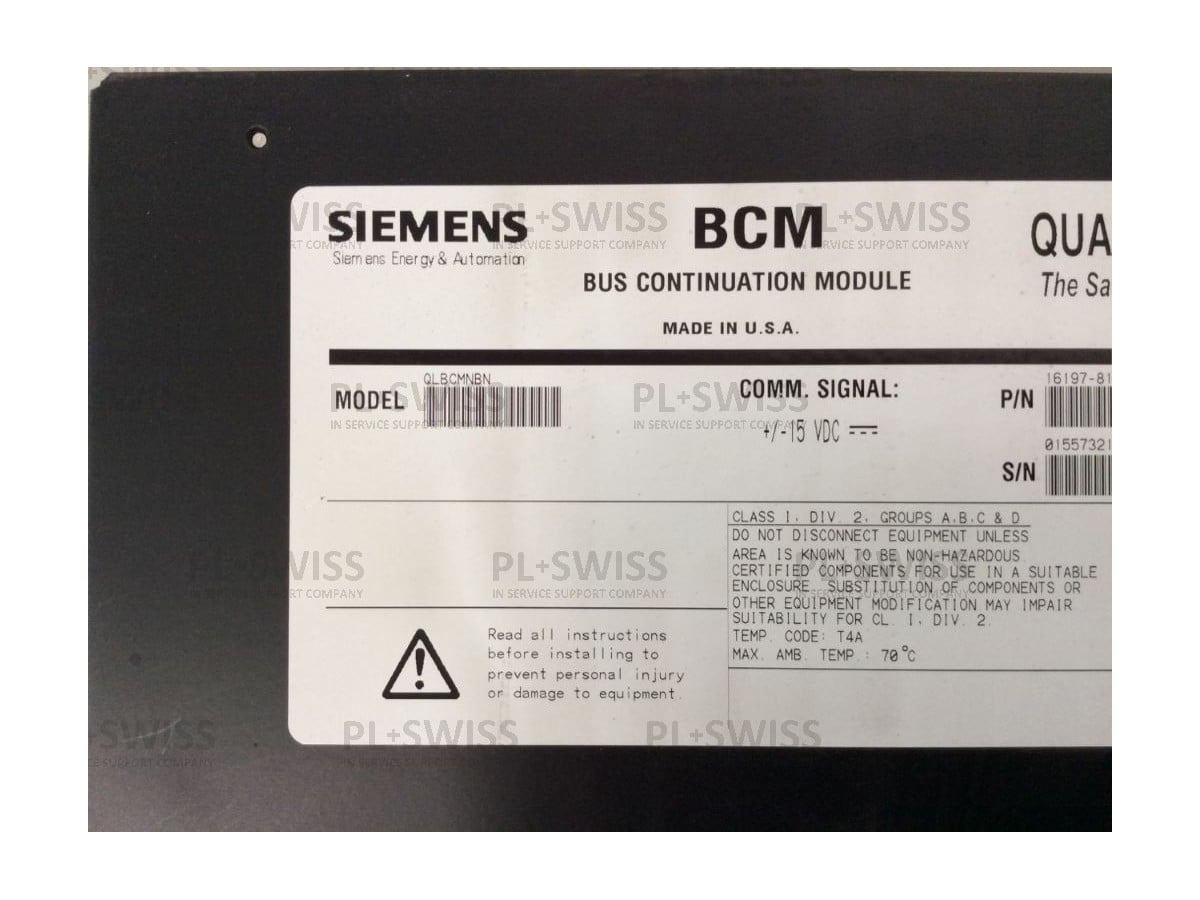 SIEMENS
Siemens Energy & Automation
BCM
BUS CONTINUATION MODULE
MADE IN U.S.A.
QUA
The Sa
MODEL
QLBCMNBN
COMM. SIGNAL:
+/-15 VDC
P/N
16197-81
S/N
01557321
CLASS I, DIV. 2, GROUPS A,B,C & D
DO NOT DISCONNECT EQUIPMENT UNLESS
AREA IS KNOWN TO BE NON-HAZARDOUS.
CERTIFIED COMPONENTS FOR USE IN A SUITABLE
ENCLOSURE. SUBSTITUTION OF COMPONENTS OR
OTHER EQUIPMENT MODIFICATION MAY IMPAIR
SUITABILITY FOR CL. I, DIV. 2.
TEMP. CODE: T4A
MAX. AMB. TEMP.: 70°C
Read all instructions
before installing to
prevent personal injury
or damage to equipment.
PL+SWISS
IN SERVICE SUPPORT COMPANY